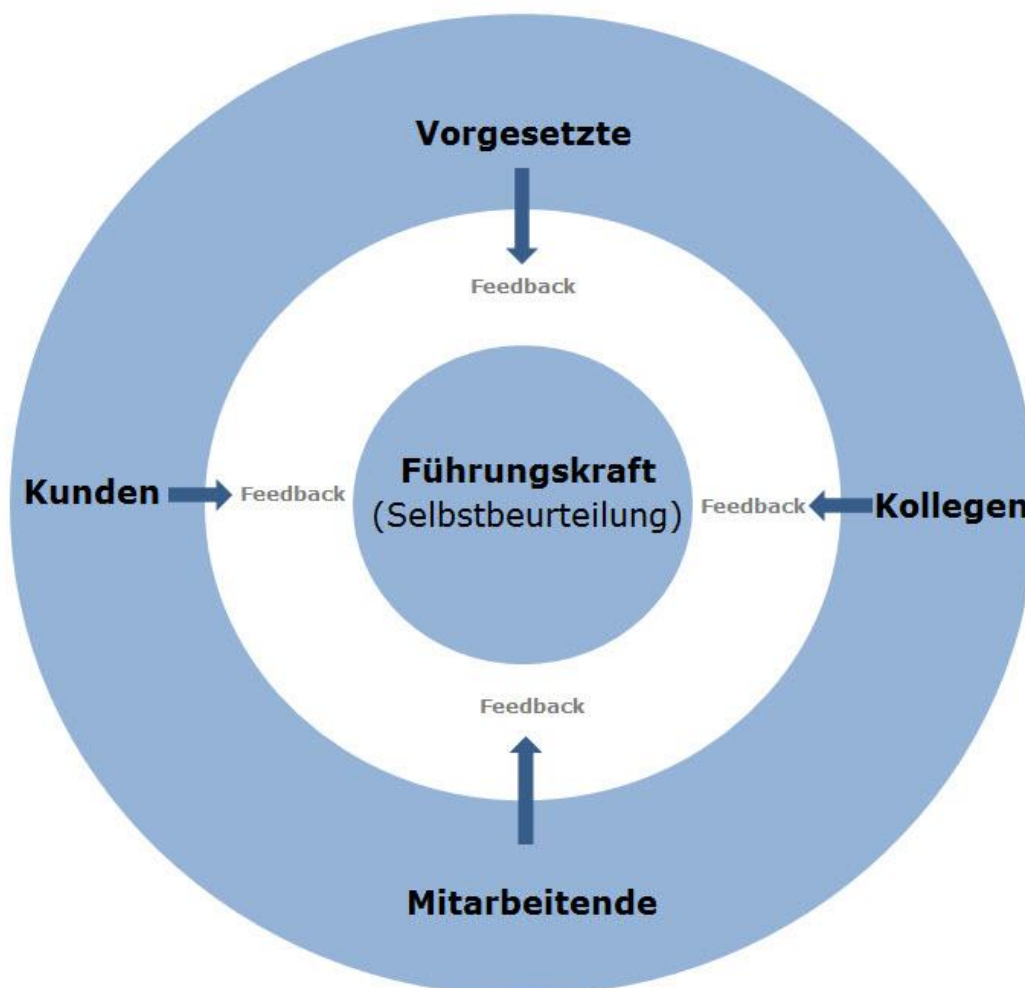 Vorgesetzte
Feedback
Kunden
Feedback
Führungskraft
(Selbstbeurteilung)
Feedback
Kollegen
Feedback
Mitarbeitende